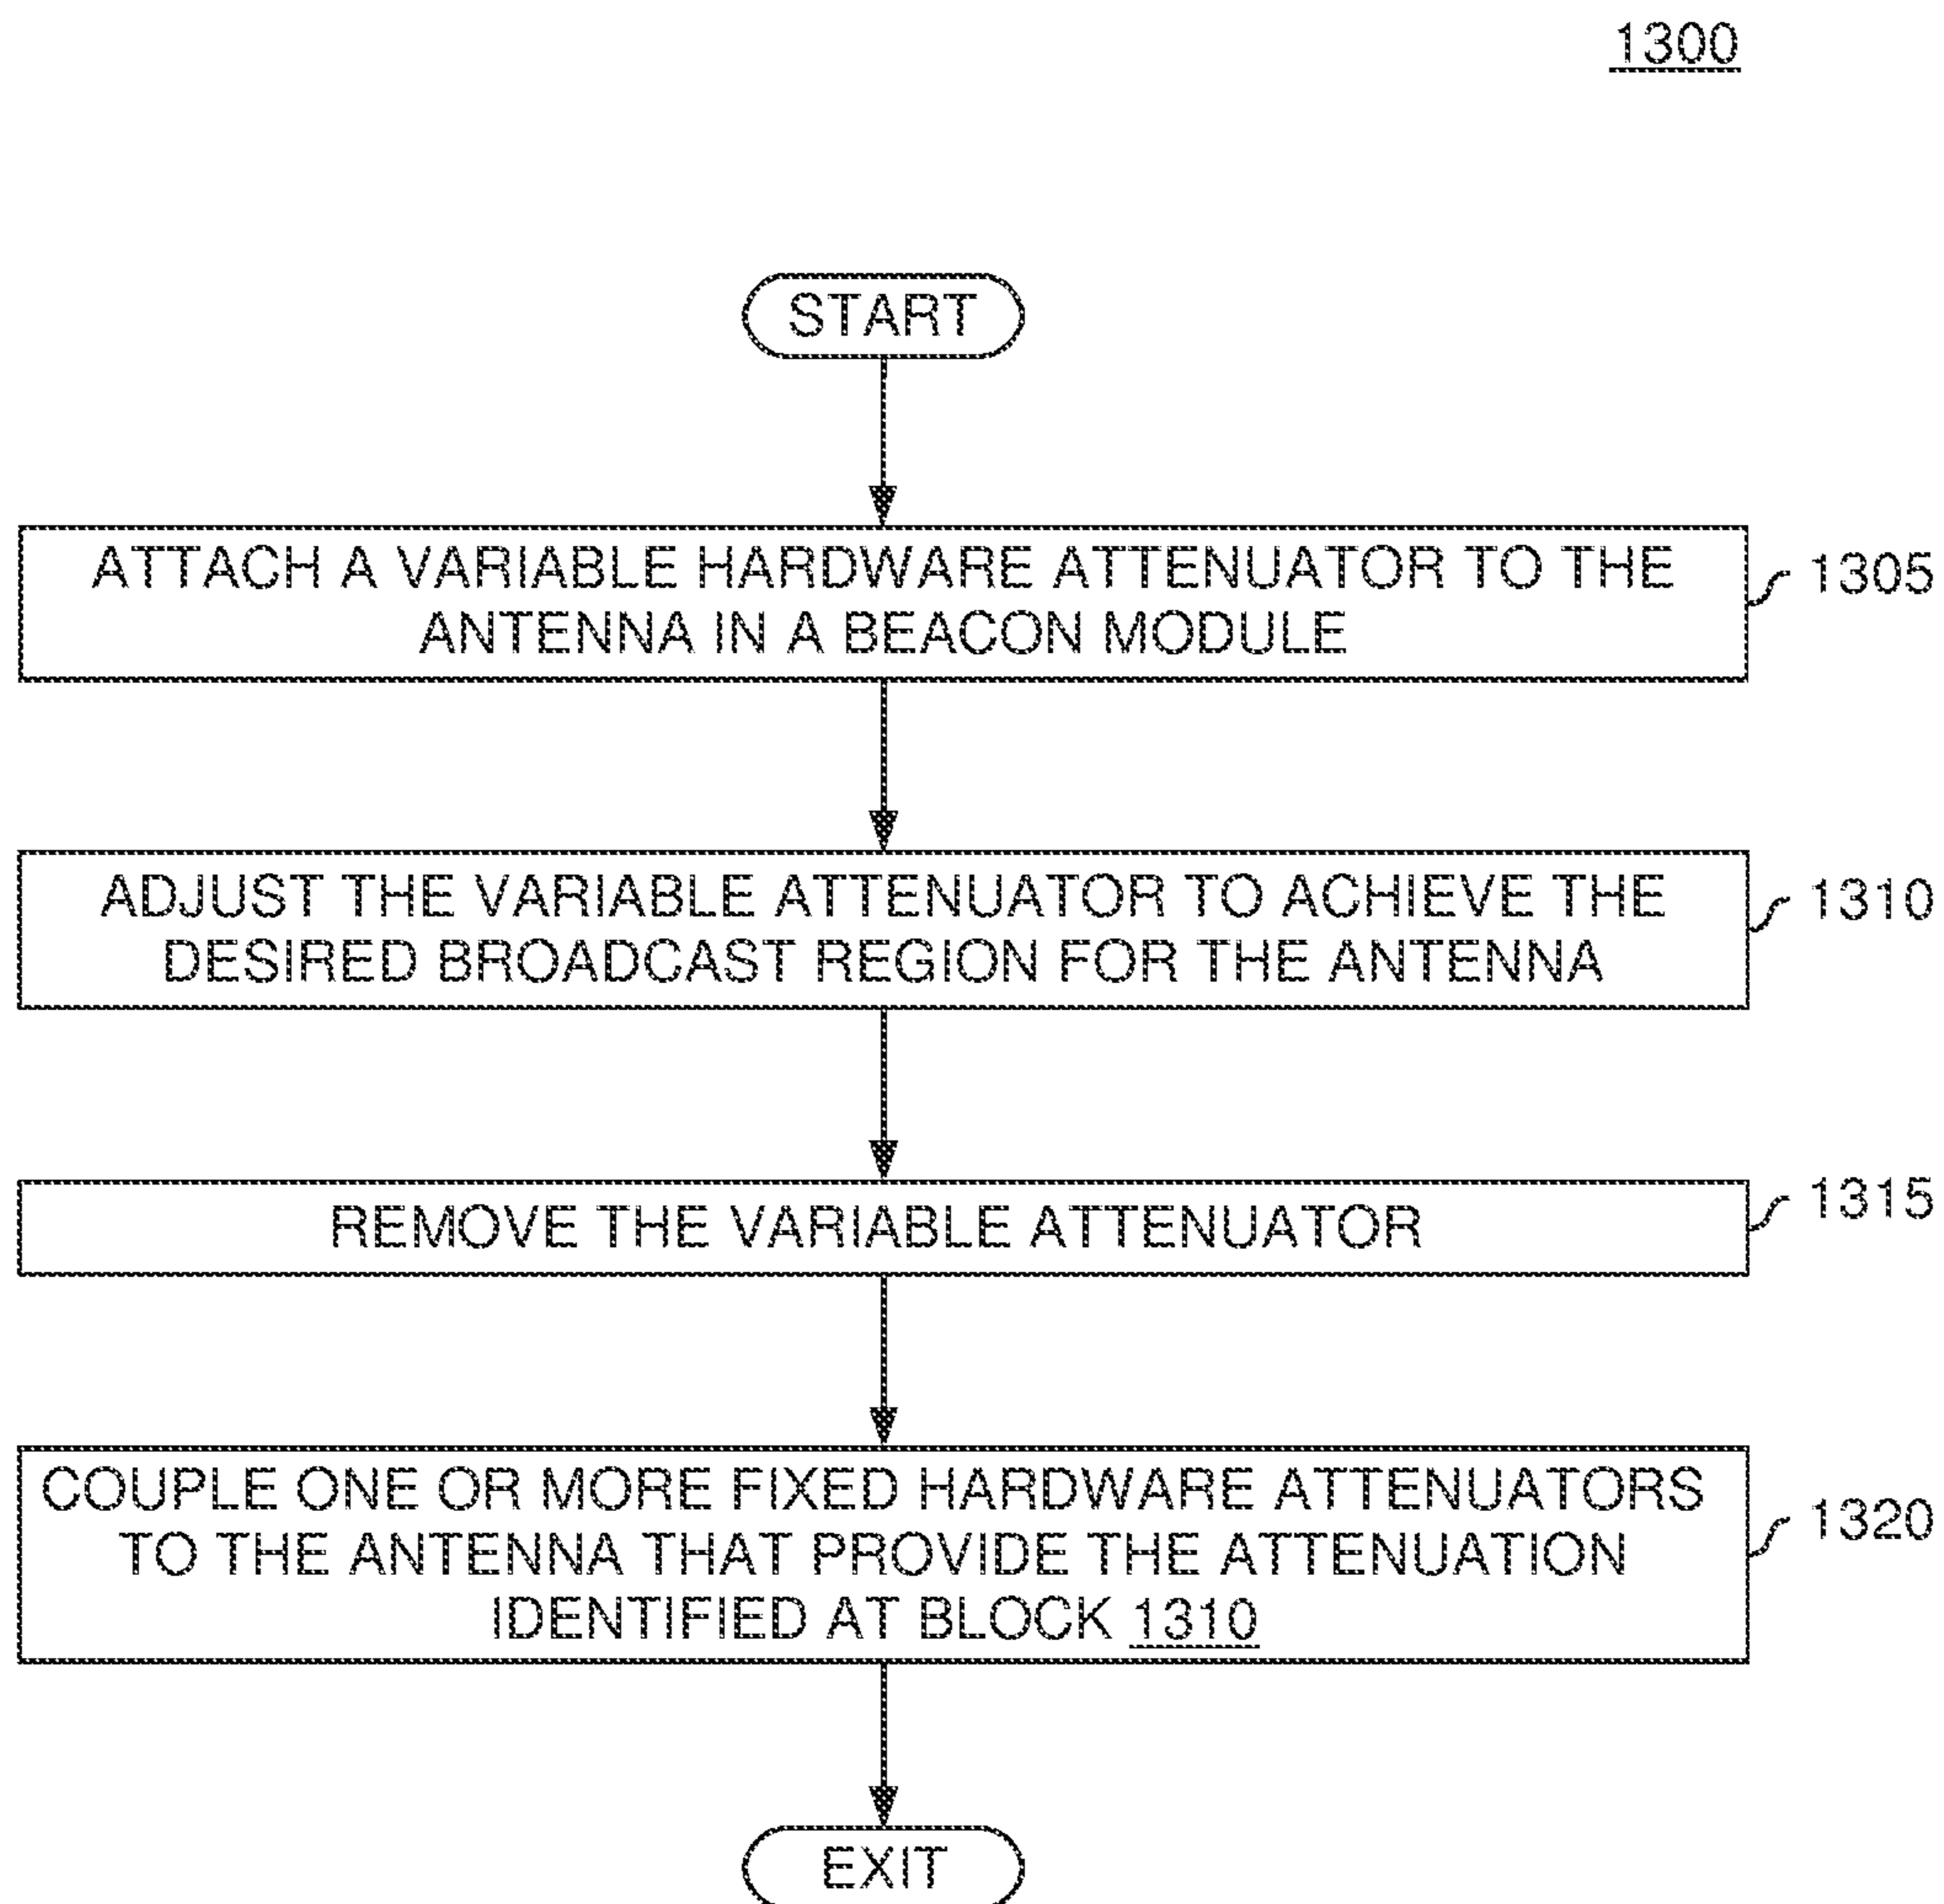 1300
START
ATTACH A VARIABLE HARDWARE ATTENUATOR TO THE
ANTENNA IN A BEACON MODULE
1305
ADJUST THE VARIABLE ATTENUATOR TO ACHIEVE THE
DESIRED BROADCAST REGION FOR THE ANTENNA
1310
REMOVE THE VARIABLE ATTENUATOR
1315
COUPLE ONE OR MORE FIXED HARDWARE ATTENUATORS
TO THE ANTENNA THAT PROVIDE THE ATTENUATION
IDENTIFIED AT BLOCK 1310
1320
EXIT